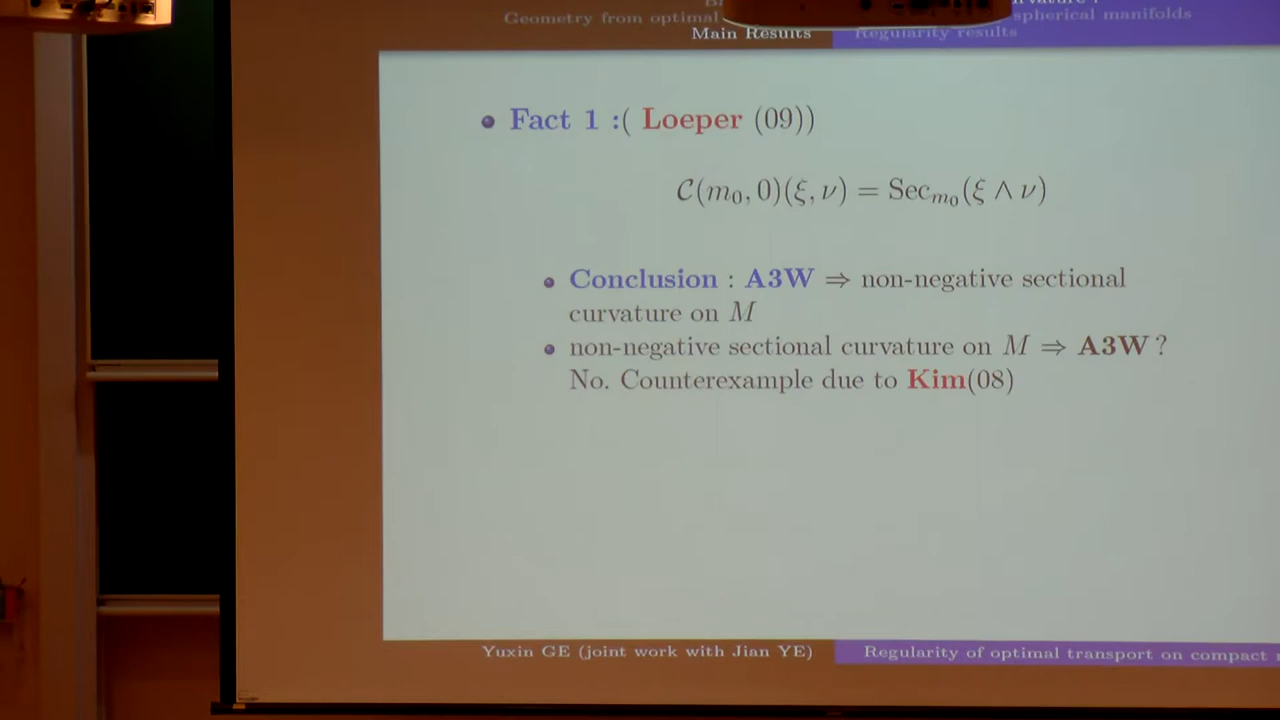 Geometry from optimal
spherical manifolds
Main Results
Regularity results
Fact 1 :( Loeper (09))
𝒞(m₀, 0)(ξ, ν) = Sec_{m₀}(ξ ∧ ν)
Conclusion : A3W ⇒ non-negative sectional
curvature on M
non-negative sectional curvature on M ⇒ A3W ?
No. Counterexample due to Kim(08)
Yuxin GE (joint work with Jian YE)
Regularity of optimal transport on compact